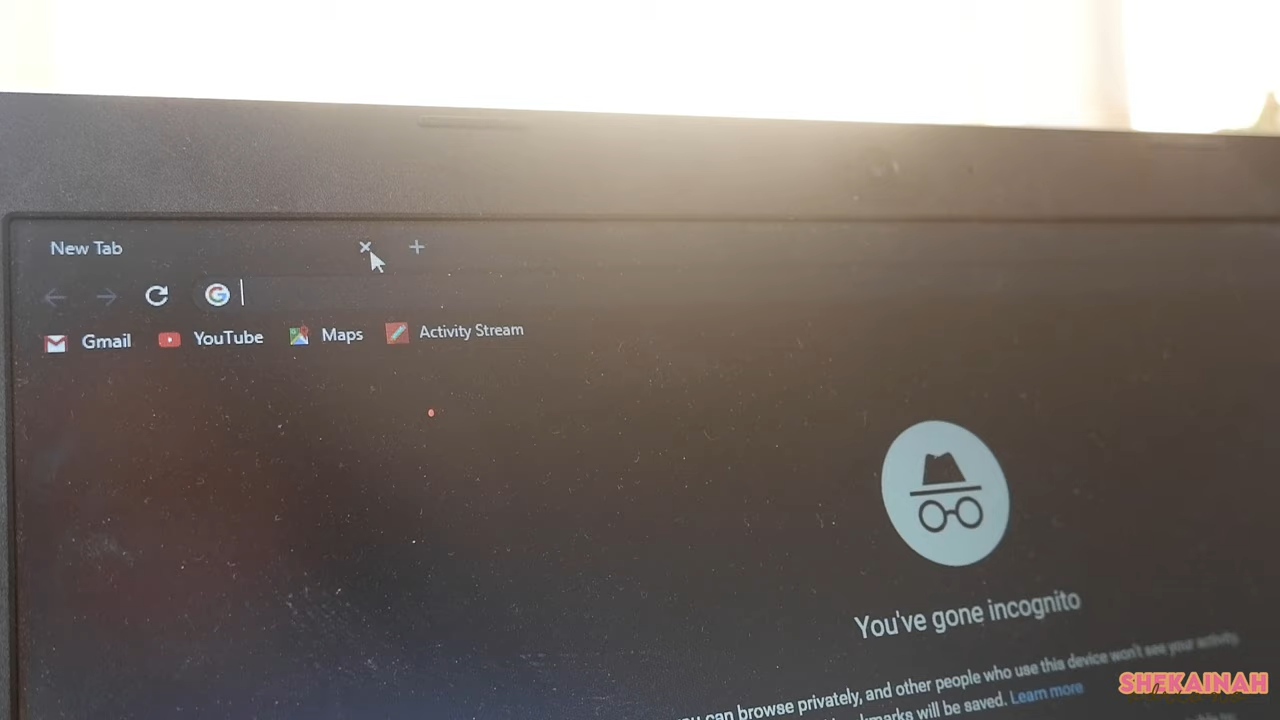 New Tab
Gmail YouTube Maps Activity Stream
You've gone incognito
can browse privately, and other people who use this device won't see your activity.
will be saved. Learn more
SHEKAINAH